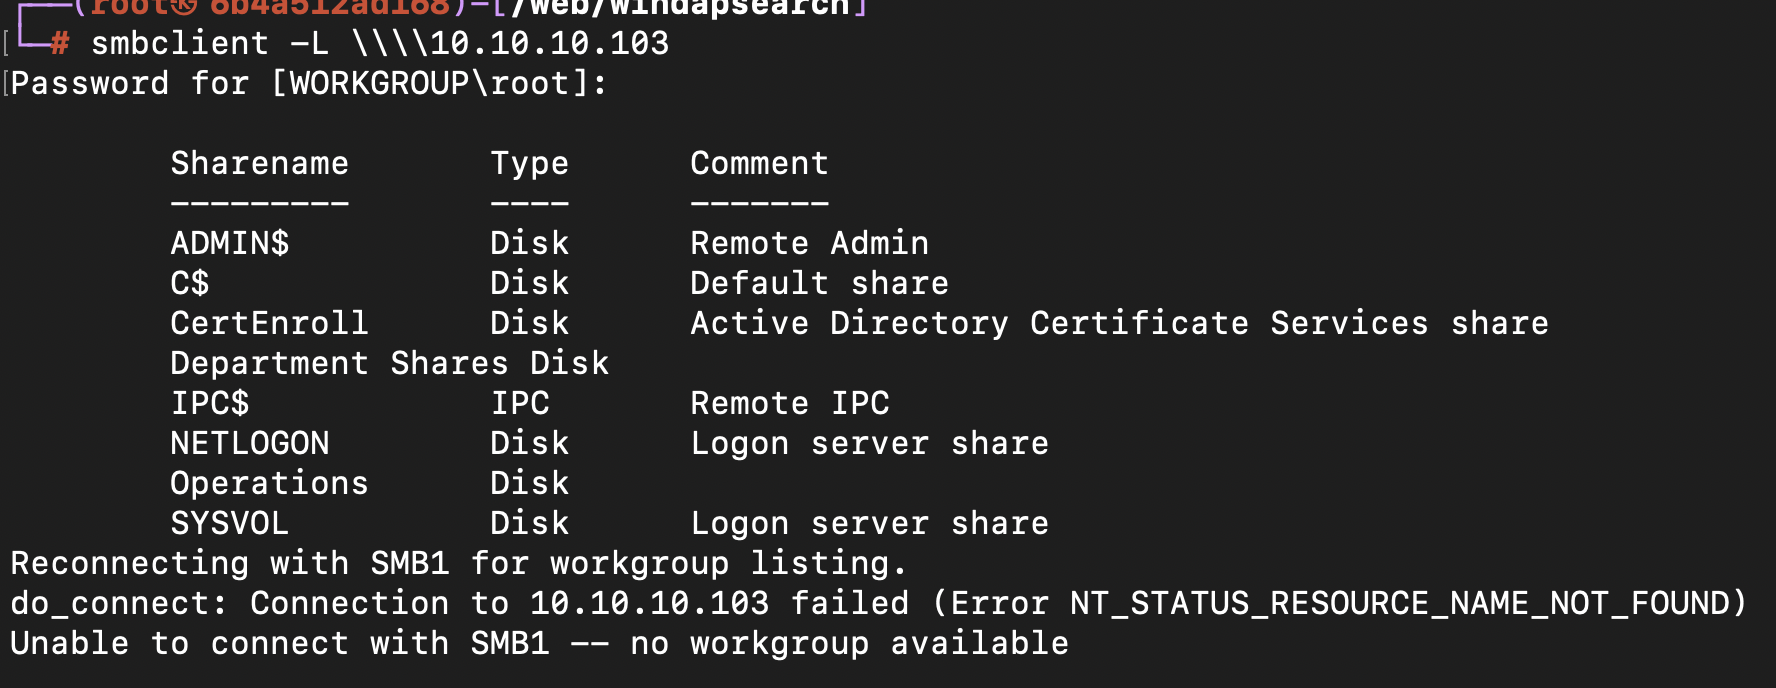 (root㉿6b4a512ad168)-[/web/windapsearch]
# smbclient -L \\\\10.10.10.103
Password for [WORKGROUP\root]:
Sharename Type Comment
--------- ---- -------
ADMIN$ Disk Remote Admin
C$ Disk Default share
CertEnroll Disk Active Directory Certificate Services share
Department Shares Disk
IPC$ IPC Remote IPC
NETLOGON Disk Logon server share
Operations Disk
SYSVOL Disk Logon server share
Reconnecting with SMB1 for workgroup listing.
do_connect: Connection to 10.10.10.103 failed (Error NT_STATUS_RESOURCE_NAME_NOT_FOUND)
Unable to connect with SMB1 -- no workgroup available